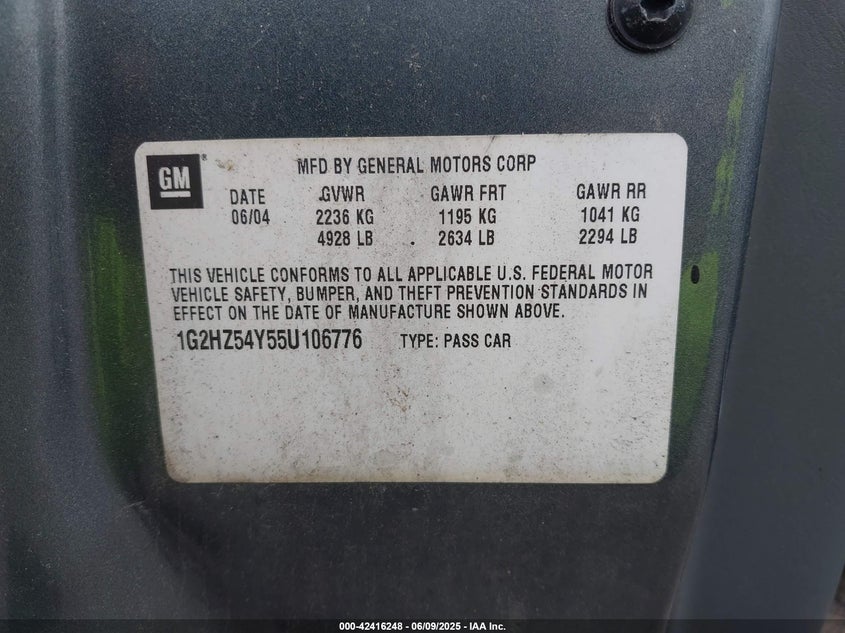 GM
MFD BY GENERAL MOTORS CORP
DATE GVWR GAWR FRT GAWR RR
06/04 2236 KG 1195 KG 1041 KG
4928 LB 2634 LB 2294 LB
THIS VEHICLE CONFORMS TO ALL APPLICABLE U.S. FEDERAL MOTOR
VEHICLE SAFETY, BUMPER, AND THEFT PREVENTION STANDARDS IN
EFFECT ON THE DATE OF MANUFACTURE SHOWN ABOVE.
1G2HZ54Y55U106776 TYPE: PASS CAR
000-42416248 - 06/09/2025 - IAA Inc.